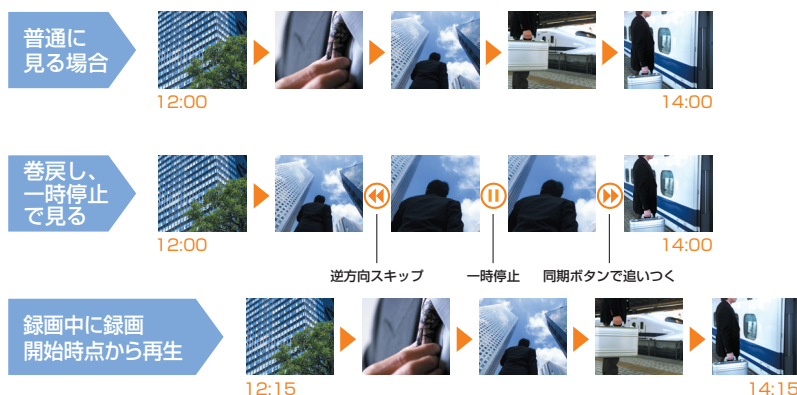 普通に
見る場合
12:00
14:00
巻戻し、
一時停止
で見る
12:00
14:00
逆方向スキップ
一時停止
同期ボタンで追いつく
録画中に録画
開始時点から再生
12:15
14:15